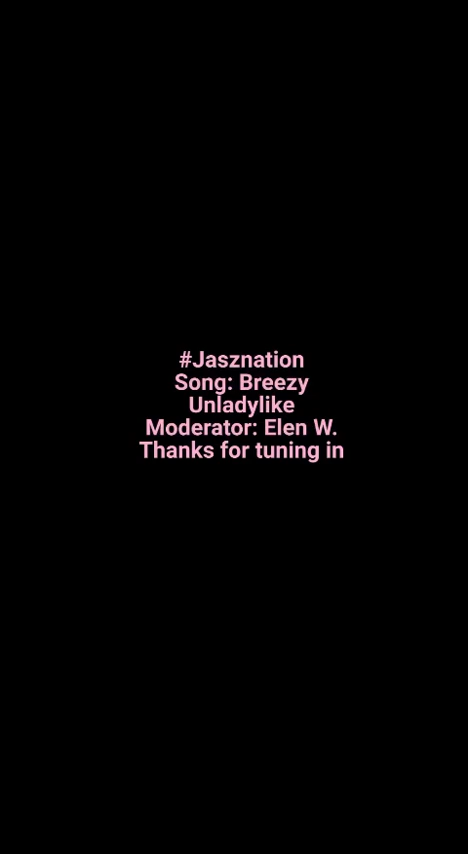 #Jasznation
Song: Breezy
Unladylike
Moderator: Elen W.
Thanks for tuning in